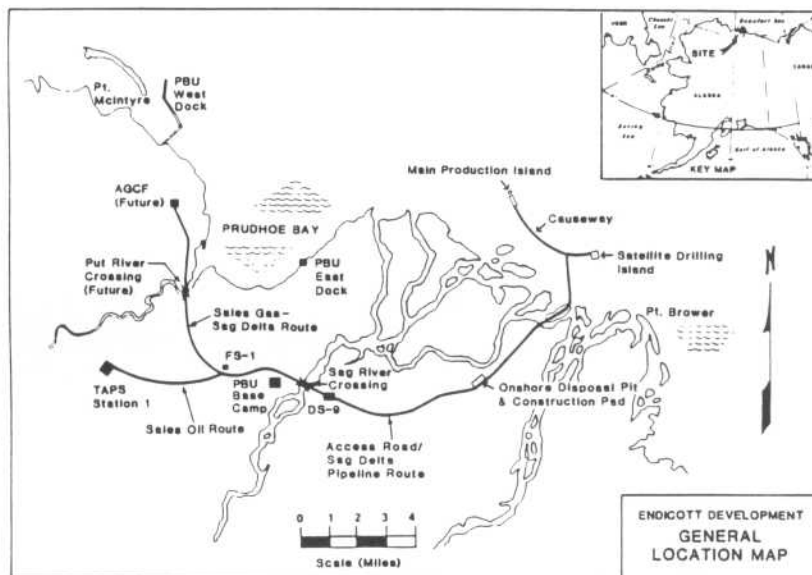 Pt.
McIntyre
PBU
West
Dock
AGCF
(Future)
PRUDHOE BAY
Put River
Crossing
(Future)
PBU
East
Dock
Main Production Island
Causeway
Satellite Drilling
Island
Pt. Brower
N
Sales Gas-
Sag Delta Route
FS-1
TAPS
Station 1
PBU
Base
Camp
Sag River
Crossing
DS-9
Sales Oil Route
Onshore Disposal Pit
& Construction Pad
Access Road/
Sag Delta
Pipeline Route
0 1 2 3 4
Scale (Miles)
Chukchi
Sea
Beaufort Sea
SITE
ALASKA
Bering
Sea
Gulf of Alaska
KEY MAP
ENDICOTT DEVELOPMENT
GENERAL
LOCATION MAP